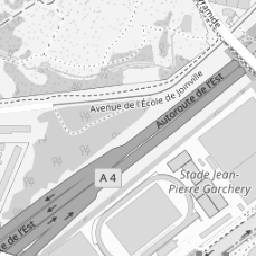 Avenue de l'École de Joinville
Autoroute de l'Est
A 4
Stade Jean-
Pierre Garchery
e de l'Est